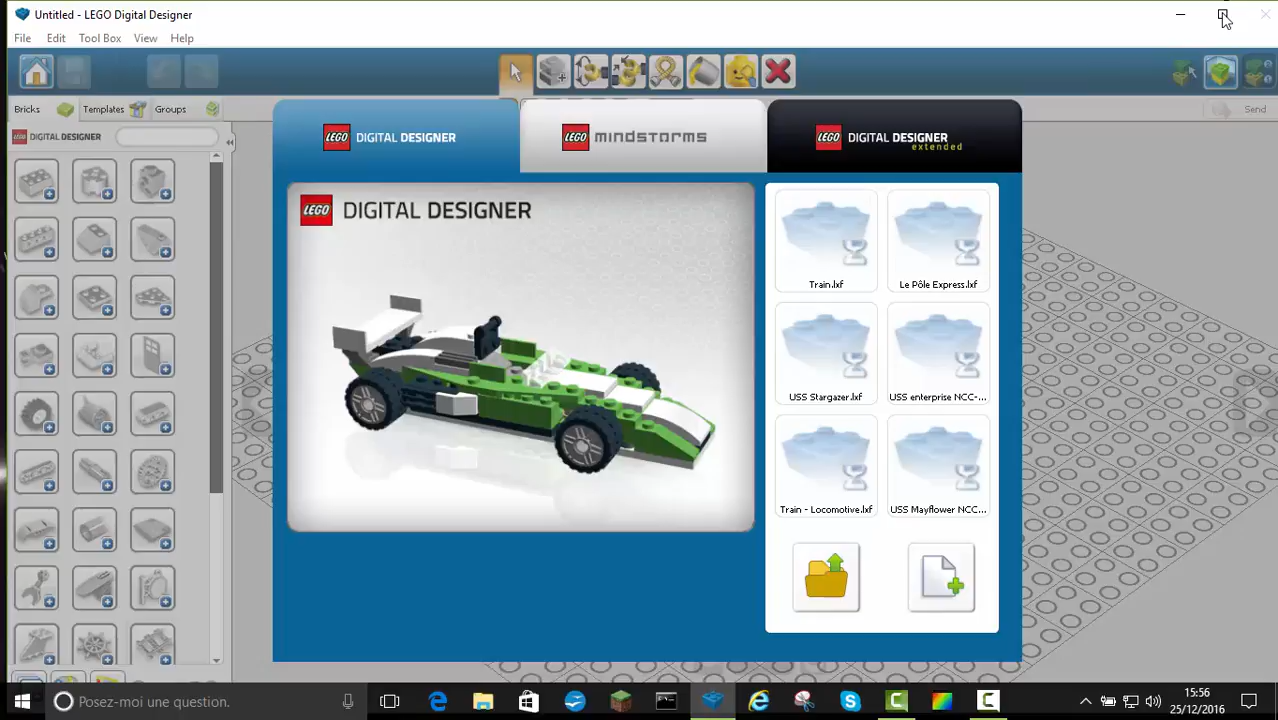 Untitled - LEGO Digital Designer
File Edit Tool Box View Help
Bricks Templates Groups
Send
LEGO DIGITAL DESIGNER
LEGO DIGITAL DESIGNER
LEGO mindstorms
LEGO DIGITAL DESIGNER
extended
LEGO DIGITAL DESIGNER
Train.lxf
Le Pôle Express.lxf
USS Stargazer.lxf
USS enterprise NCC-...
Train - Locomotive.lxf
USS Mayflower NCC...
Posez-moi une question.
15:56
25/12/2016